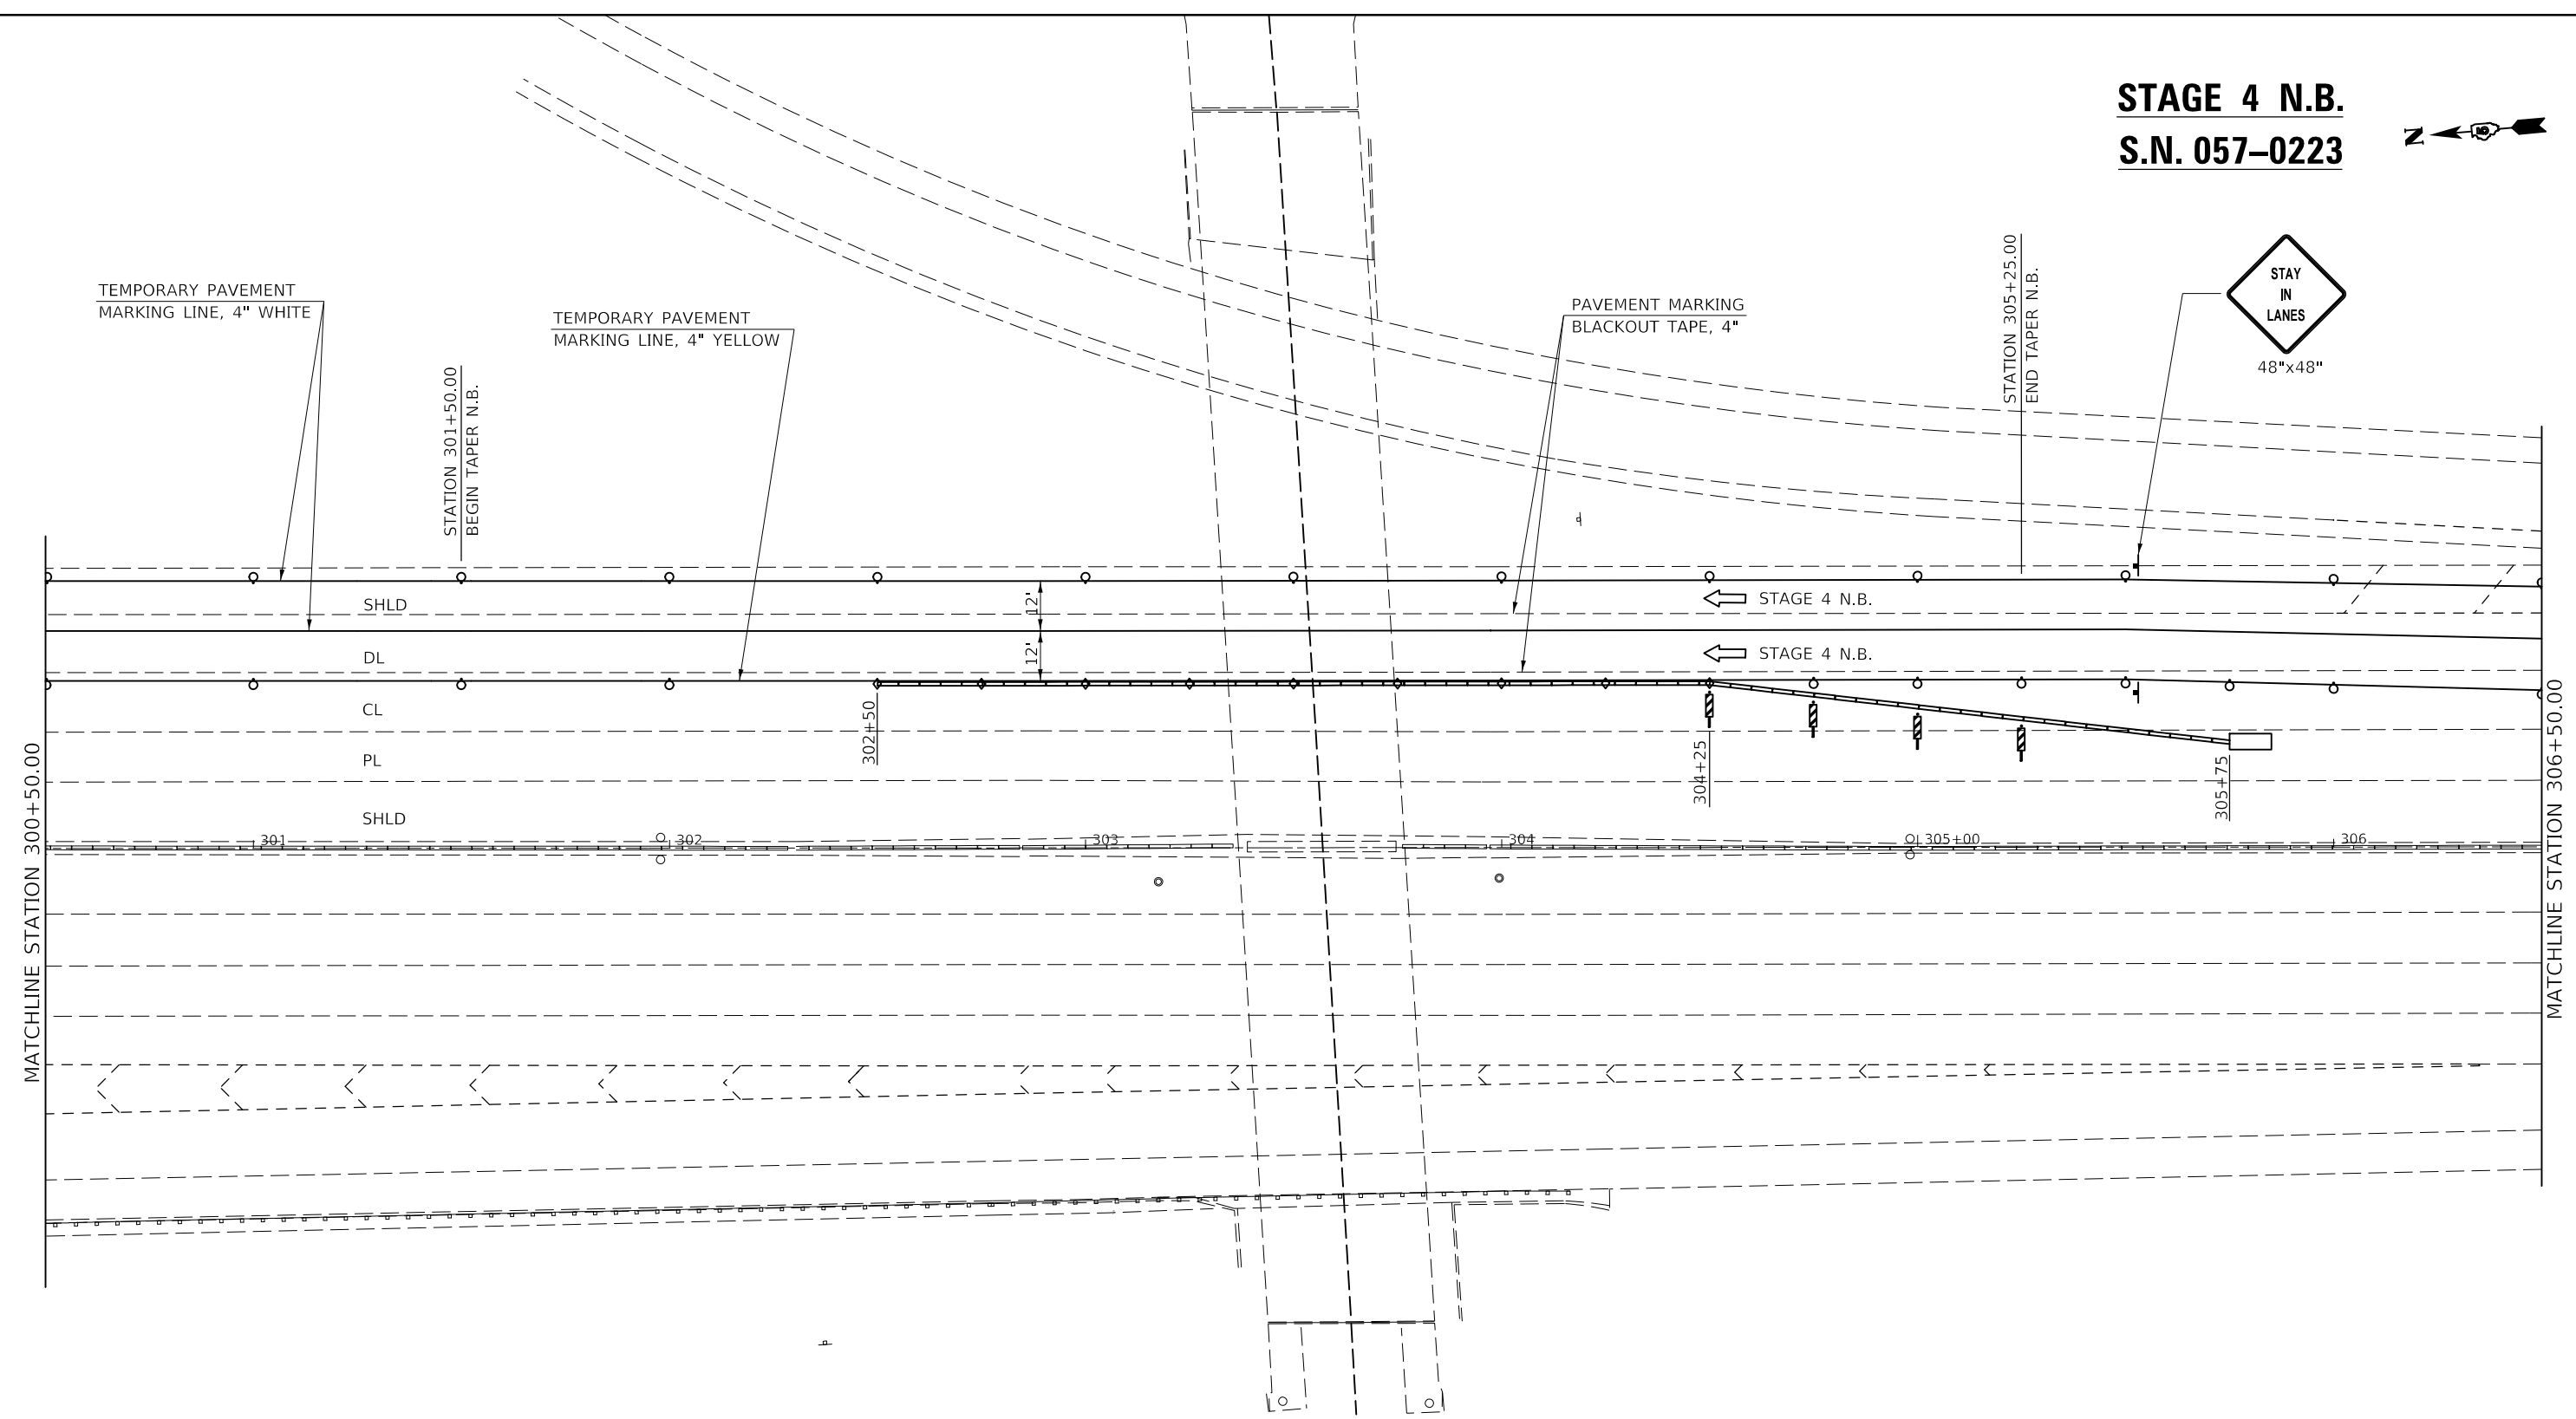 STAGE 4 N.B.
S.N. 057–0223
N
STAY
IN
LANES
48"x48"
TEMPORARY PAVEMENT
MARKING LINE, 4" WHITE
TEMPORARY PAVEMENT
MARKING LINE, 4" YELLOW
PAVEMENT MARKING
BLACKOUT TAPE, 4"
STATION 301+50.00
BEGIN TAPER N.B.
STATION 305+25.00
END TAPER N.B.
SHLD
12'
STAGE 4 N.B.
DL
12'
STAGE 4 N.B.
CL
302+50
304+25
305+75
PL
SHLD
301
302
303
304
305+00
306
MATCHLINE STATION 300+50.00
MATCHLINE STATION 306+50.00